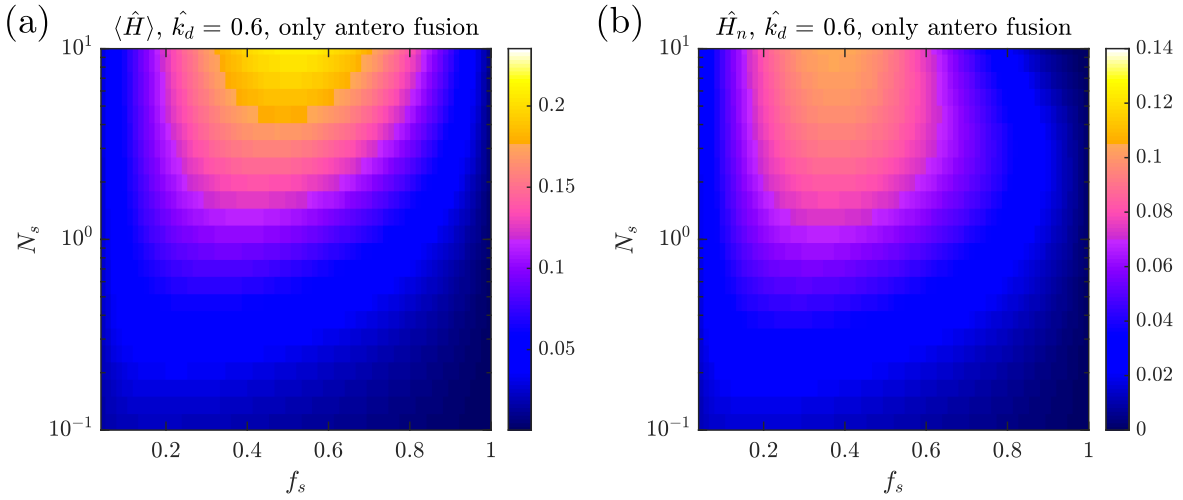 (a) ⟨Ĥ⟩, k̂_d = 0.6, only antero fusion
10^1
10^0
10^−1
N_s
0.2 0.4 0.6 0.8 1
f_s
0.2
0.15
0.1
0.05
(b) Ĥ_n, k̂_d = 0.6, only antero fusion
10^1
10^0
10^−1
N_s
0.2 0.4 0.6 0.8 1
f_s
0.14
0.12
0.1
0.08
0.06
0.04
0.02
0